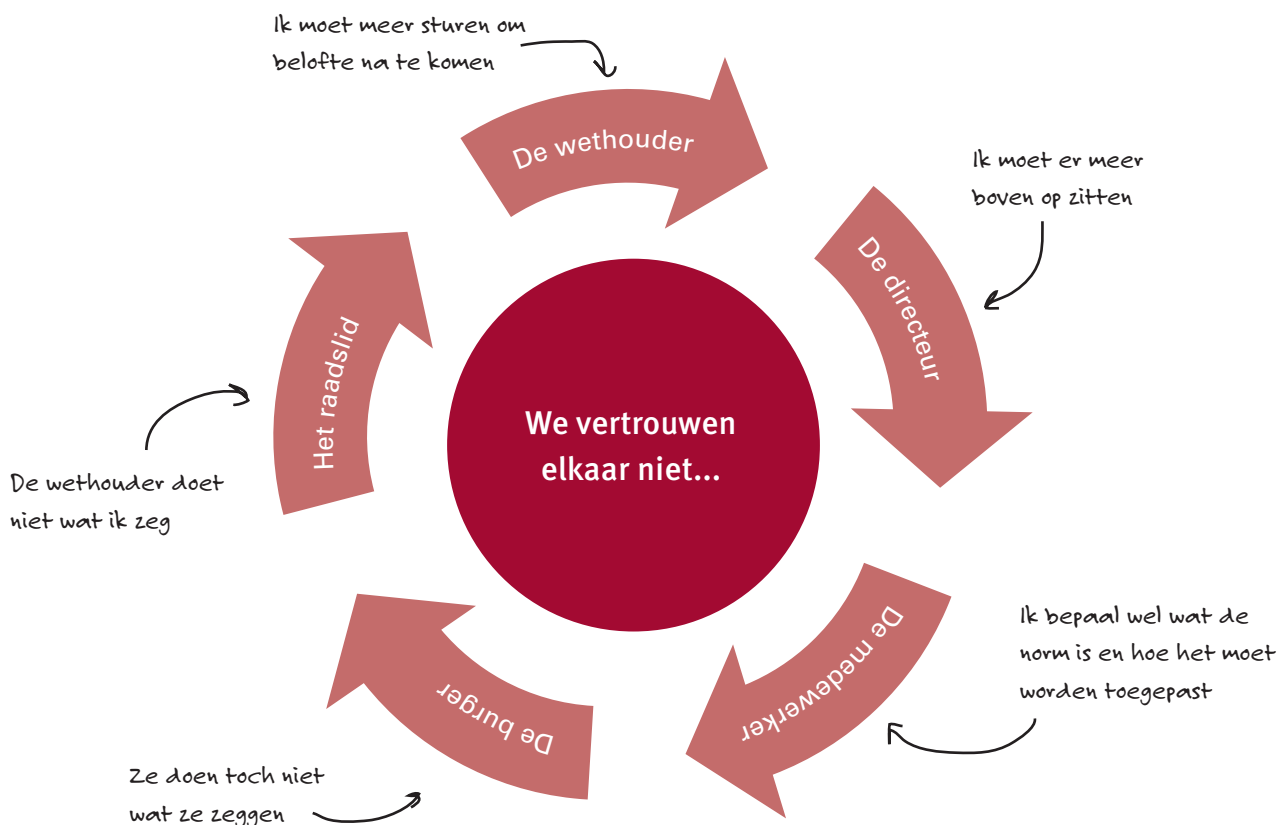 Ik moet meer sturen om
belofte na te komen
De wethouder
Ik moet er meer
boven op zitten
De directeur
Ik bepaal wel wat de
norm is en hoe het moet
worden toegepast
De medewerker
Ze doen toch niet
wat ze zeggen
De burger
De wethouder doet
niet wat ik zeg
Het raadslid
We vertrouwen
elkaar niet...